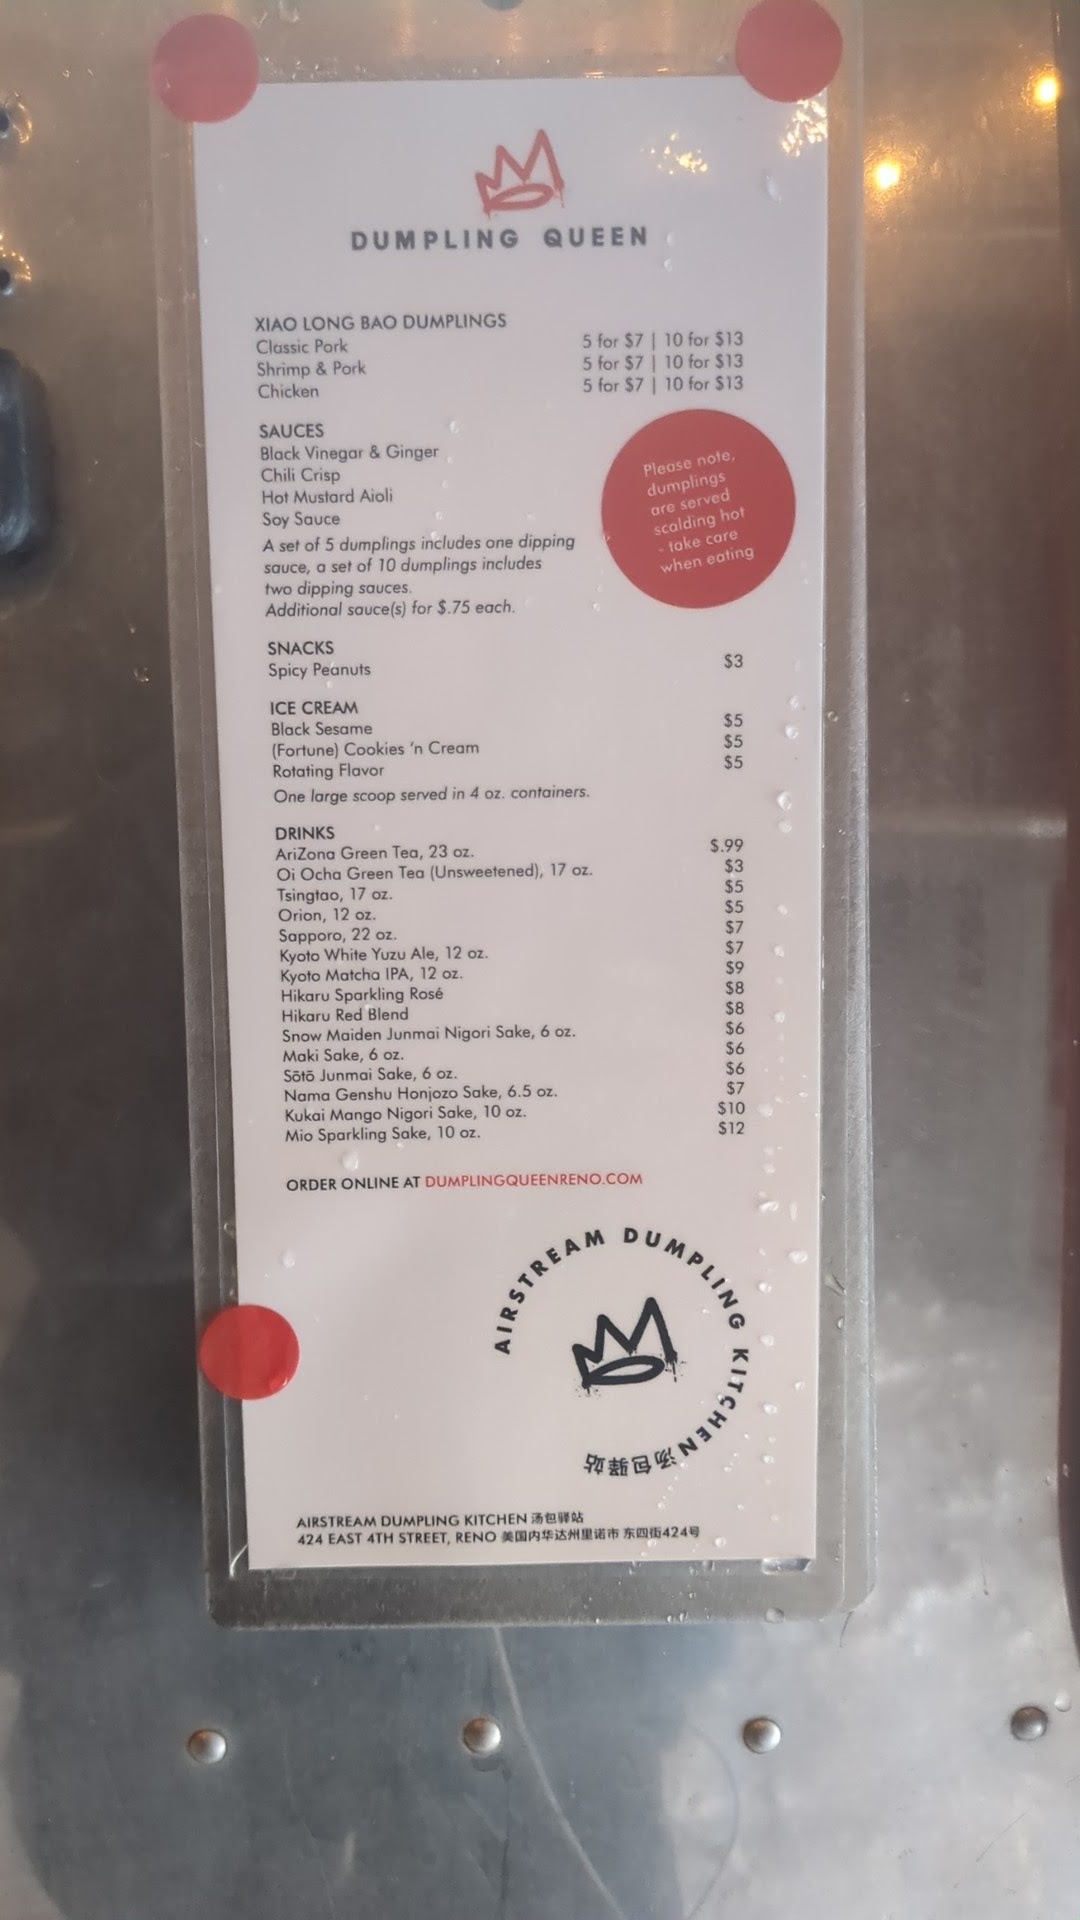 DUMPLING QUEEN
XIAO LONG BAO DUMPLINGS
Classic Pork 5 for $7 | 10 for $13
Shrimp & Pork 5 for $7 | 10 for $13
Chicken 5 for $7 | 10 for $13
SAUCES
Black Vinegar & Ginger
Chili Crisp
Hot Mustard Aioli
Soy Sauce
A set of 5 dumplings includes one dipping
sauce, a set of 10 dumplings includes
two dipping sauces.
Additional sauce(s) for $.75 each.
Please note,
dumplings
are served
scalding hot
- take care
when eating
SNACKS
Spicy Peanuts $3
ICE CREAM
Black Sesame $5
(Fortune) Cookies 'n Cream $5
Rotating Flavor $5
One large scoop served in 4 oz. containers.
DRINKS
AriZona Green Tea, 23 oz. $.99
Oi Ocha Green Tea (Unsweetened), 17 oz. $3
Tsingtao, 17 oz. $5
Orion, 12 oz. $5
Sapporo, 22 oz. $7
Kyoto White Yuzu Ale, 12 oz. $7
Kyoto Matcha IPA, 12 oz. $9
Hikaru Sparkling Rosé $8
Hikaru Red Blend $8
Snow Maiden Junmai Nigori Sake, 6 oz. $6
Maki Sake, 6 oz. $6
Sōtō Junmai Sake, 6 oz. $6
Nama Genshu Honjozo Sake, 6.5 oz. $7
Kukai Mango Nigori Sake, 10 oz. $10
Mio Sparkling Sake, 10 oz. $12
ORDER ONLINE AT DUMPLINGQUEENRENO.COM
AIRSTREAM DUMPLING KITCHEN 汤包驿站
AIRSTREAM DUMPLING KITCHEN 汤包驿站
424 EAST 4TH STREET, RENO 美国内华达州里诺市 东四街424号